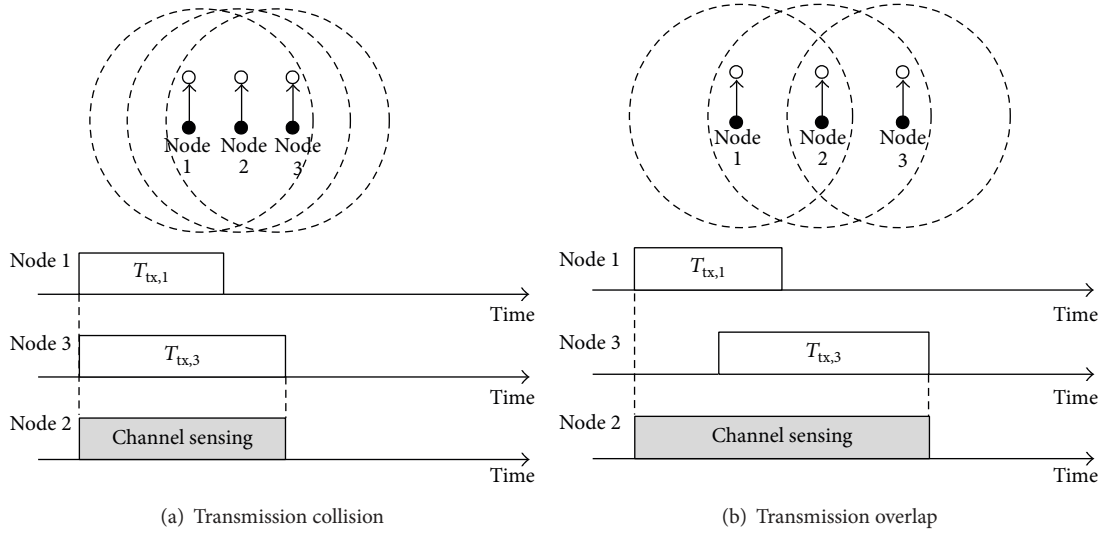 Node
1
Node
2
Node
3
Node 1
T_tx,1
Time
Node 3
T_tx,3
Time
Node 2
Channel sensing
Time
(a) Transmission collision
Node
1
Node
2
Node
3
Node 1
T_tx,1
Time
Node 3
T_tx,3
Time
Node 2
Channel sensing
Time
(b) Transmission overlap